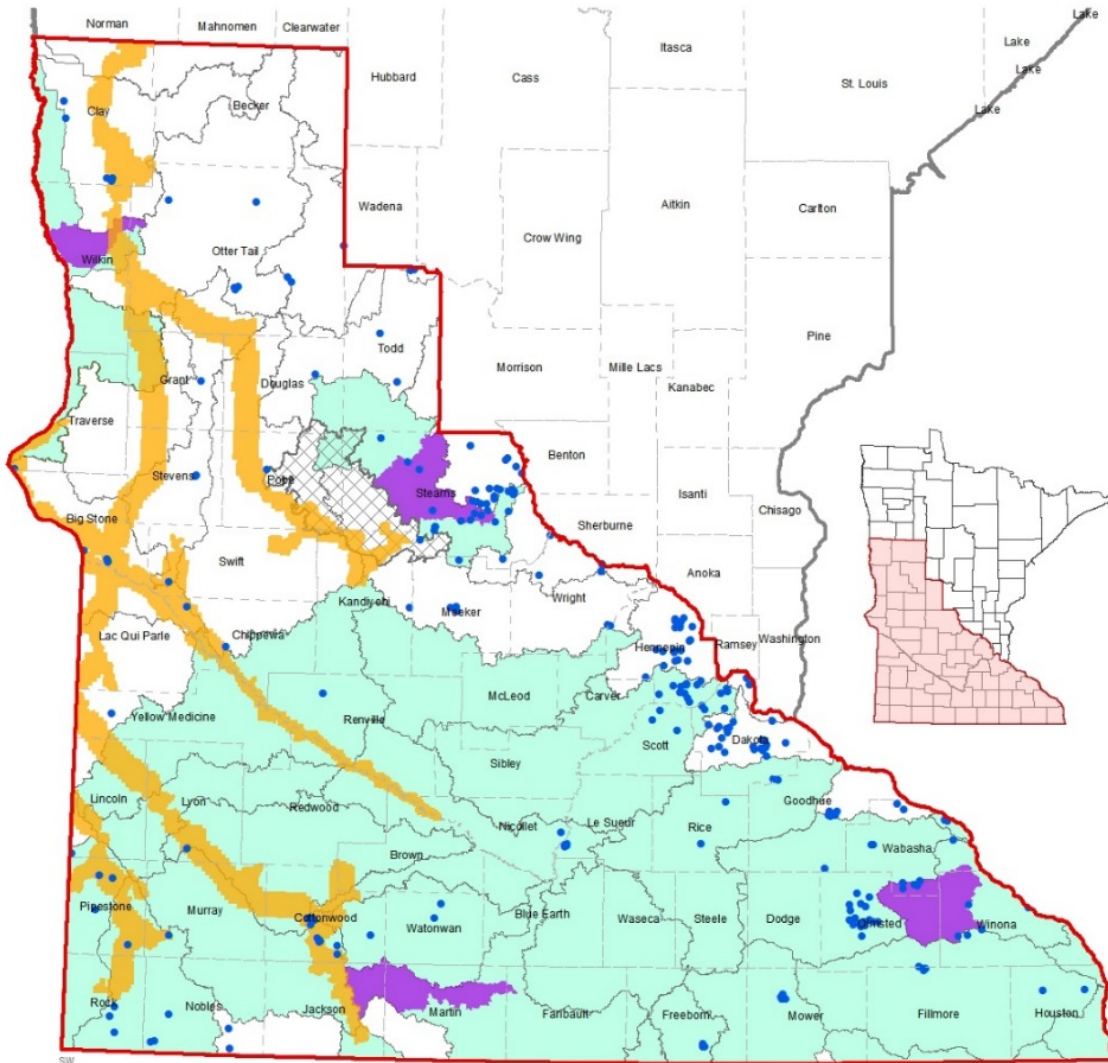 Norman
Mahnomen
Clearwater
Itasca
Lake
Lake
Hubbard
Cass
St. Louis
Lake
Lake
Becker
Clay
Wadena
Aitkin
Carlton
Crow Wing
Otter Tail
Wilkin
Pine
Todd
Morrison
Mille Lacs
Kanabec
Grant
Douglas
Traverse
Benton
Stevens
Pope
Stearns
Isanti
Chisago
Big Stone
Sherburne
Swift
Anoka
Kandiyohi
Meeker
Wright
Lac Qui Parle
Chippewa
Hennepin
Ramsey
Washington
McLeod
Carver
Yellow Medicine
Renville
Scott
Dakota
Sibley
Lincoln
Lyon
Redwood
Goodhue
Nicollet
Le Sueur
Rice
Wabasha
Brown
Pipestone
Murray
Cottonwood
Watonwan
Blue Earth
Waseca
Steele
Dodge
Olmsted
Winona
Rock
Nobles
Jackson
Martin
Faribault
Freeborn
Mower
Fillmore
Houston
SW